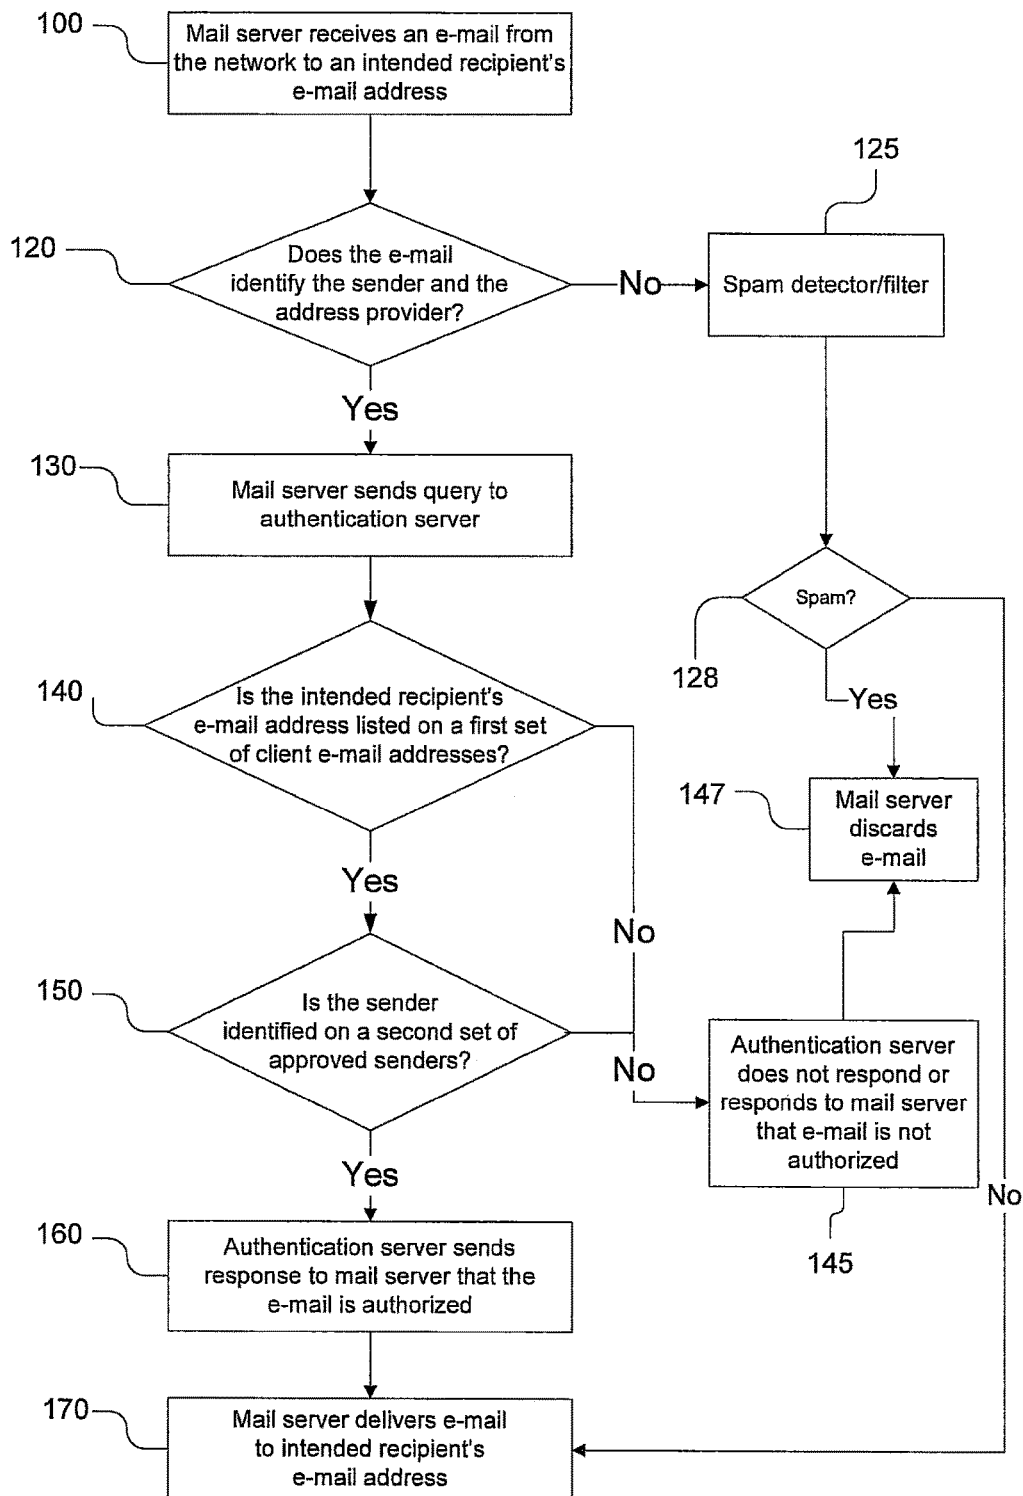 100
Mail server receives an e-mail from
the network to an intended recipient's
e-mail address
125
120
Does the e-mail
identify the sender and the
address provider?
No
Spam detector/filter
Yes
130
Mail server sends query to
authentication server
Spam?
128
Yes
140
Is the intended recipient's
e-mail address listed on a first set
of client e-mail addresses?
147
Mail server
discards
e-mail
Yes
No
150
Is the sender
identified on a second set of
approved senders?
No
Authentication server
does not respond or
responds to mail server
that e-mail is not
authorized
145
No
Yes
160
Authentication server sends
response to mail server that the
e-mail is authorized
170
Mail server delivers e-mail
to intended recipient's
e-mail address